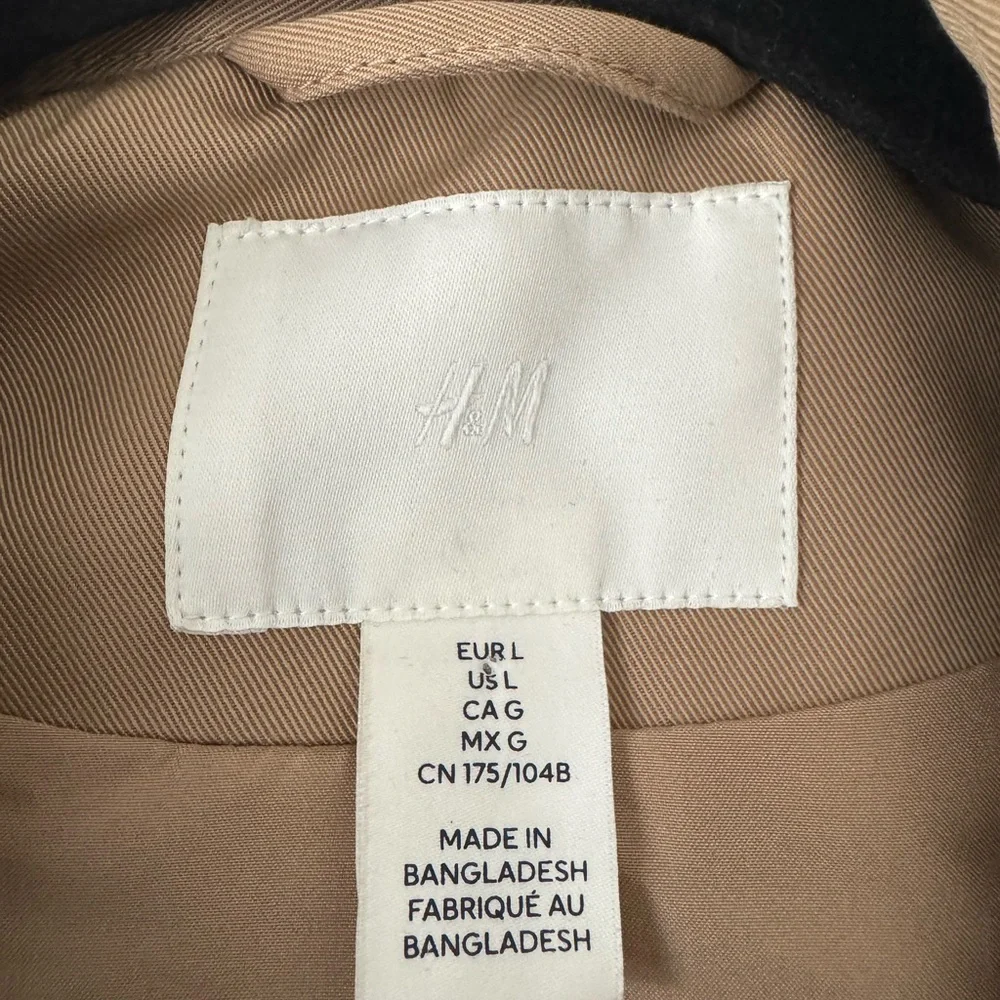 H&M
EUR L
US L
CA G
MX G
CN 175/104B
MADE IN
BANGLADESH
FABRIQUÉ AU
BANGLADESH